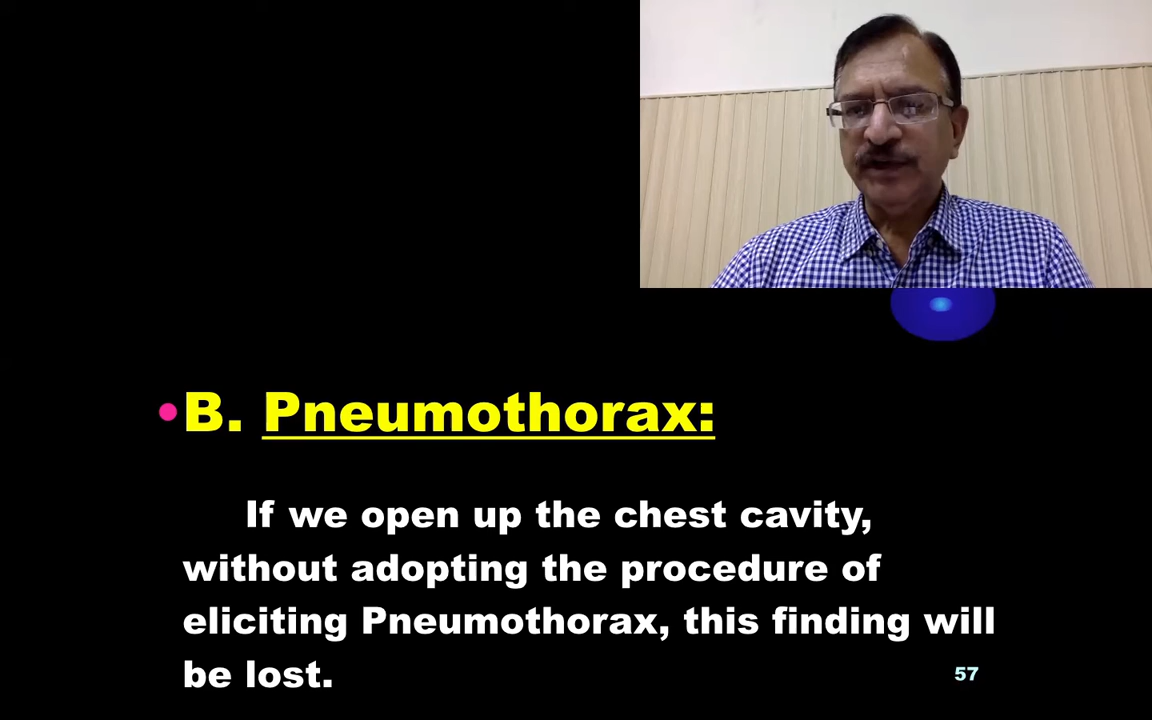 •B. Pneumothorax:
If we open up the chest cavity,
without adopting the procedure of
eliciting Pneumothorax, this finding will
be lost.
57